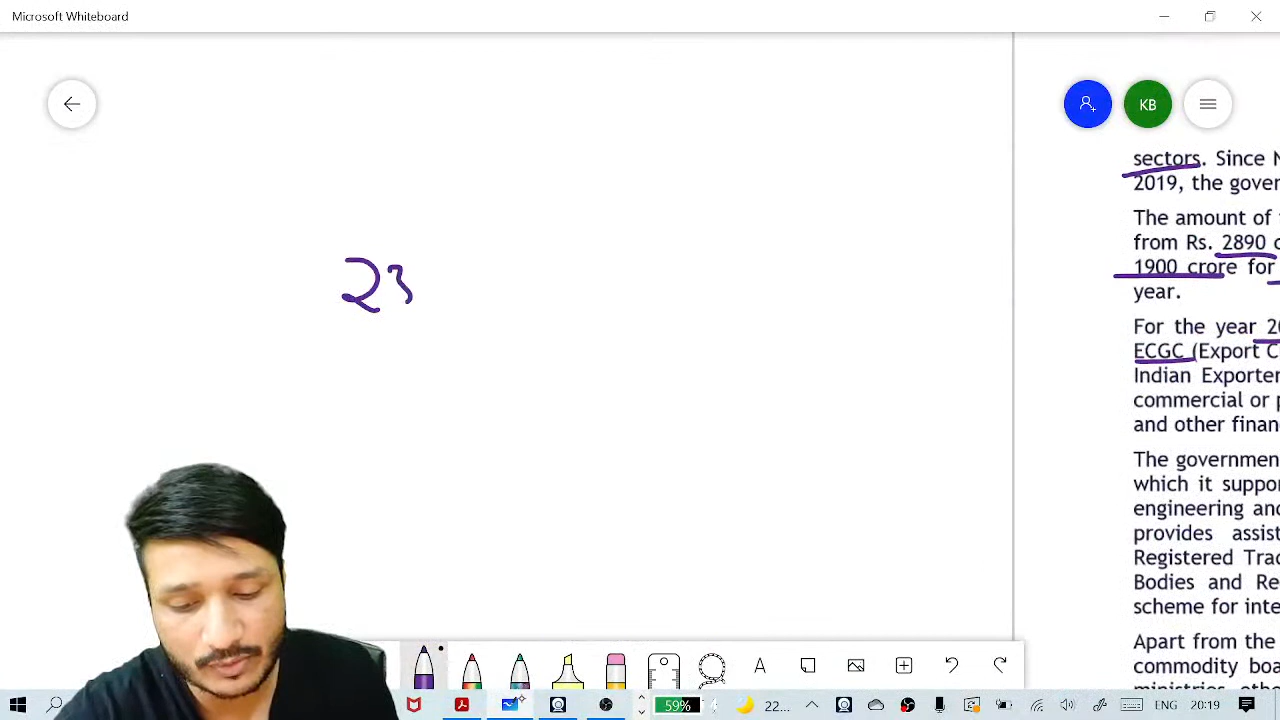 Microsoft Whiteboard
KB
sectors. Since
2019, the gover
The amount of
from Rs. 2890
1900 crore for
year.
For the year 20
ECGC (Export C
Indian Exporter
commercial or
and other finan
The governmen
which it suppo
engineering and
provides assist
Registered Trad
Bodies and Re
scheme for inte
Apart from the
commodity boa
23
59%
22...
ENG
20:19